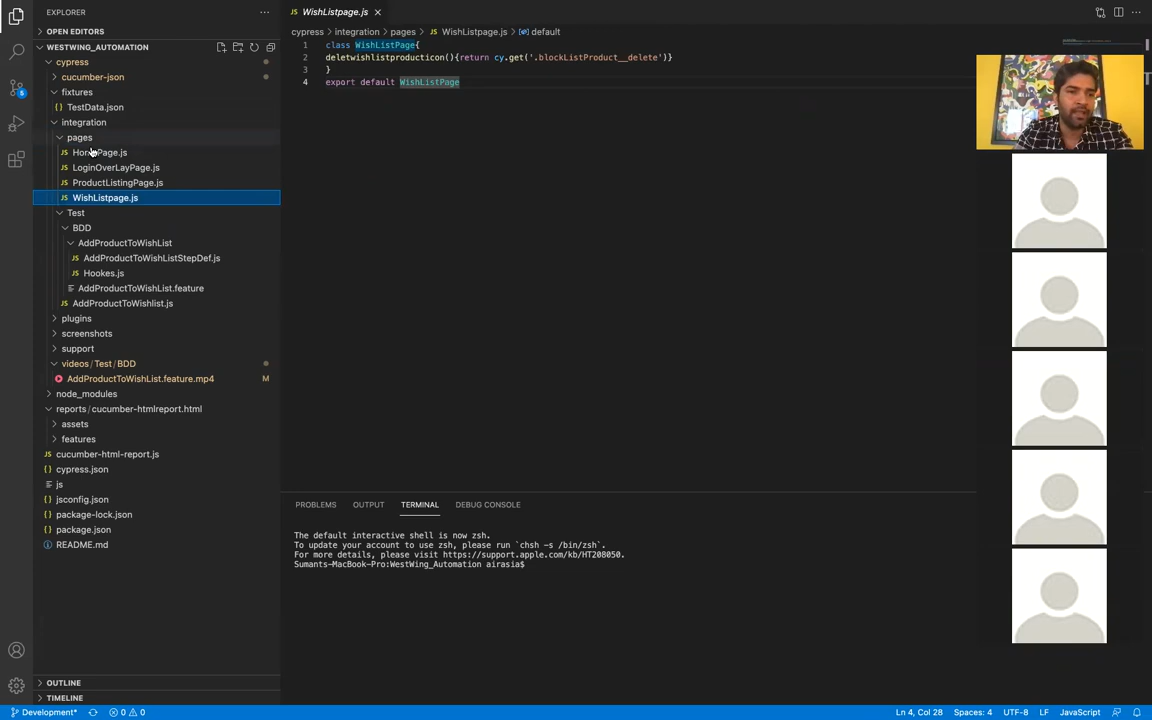 EXPLORER
OPEN EDITORS
WESTWING_AUTOMATION
cypress
cucumber-json
fixtures
TestData.json
integration
pages
HomePage.js
LoginOverLayPage.js
ProductListingPage.js
WishListpage.js
Test
BDD
AddProductToWishList
AddProductToWishListStepDef.js
Hookes.js
AddProductToWishList.feature
AddProductToWishlist.js
plugins
screenshots
support
videos / Test / BDD
AddProductToWishList.feature.mp4 M
node_modules
reports / cucumber-htmlreport.html
assets
features
cucumber-html-report.js
cypress.json
js
jsconfig.json
package-lock.json
package.json
README.md
OUTLINE
TIMELINE
JS WishListpage.js
cypress > integration > pages > JS WishListpage.js > default
1 class WishListPage{
2 deletwishlistproducticon(){return cy.get('.blockListProduct__delete')}
3 }
4 export default WishListPage
PROBLEMS OUTPUT TERMINAL DEBUG CONSOLE
The default interactive shell is now zsh.
To update your account to use zsh, please run `chsh -s /bin/zsh`.
For more details, please visit https://support.apple.com/kb/HT208050.
Sumants-MacBook-Pro:WestWing_Automation airasia$
Development* 0 0 Ln 4, Col 28 Spaces: 4 UTF-8 LF JavaScript